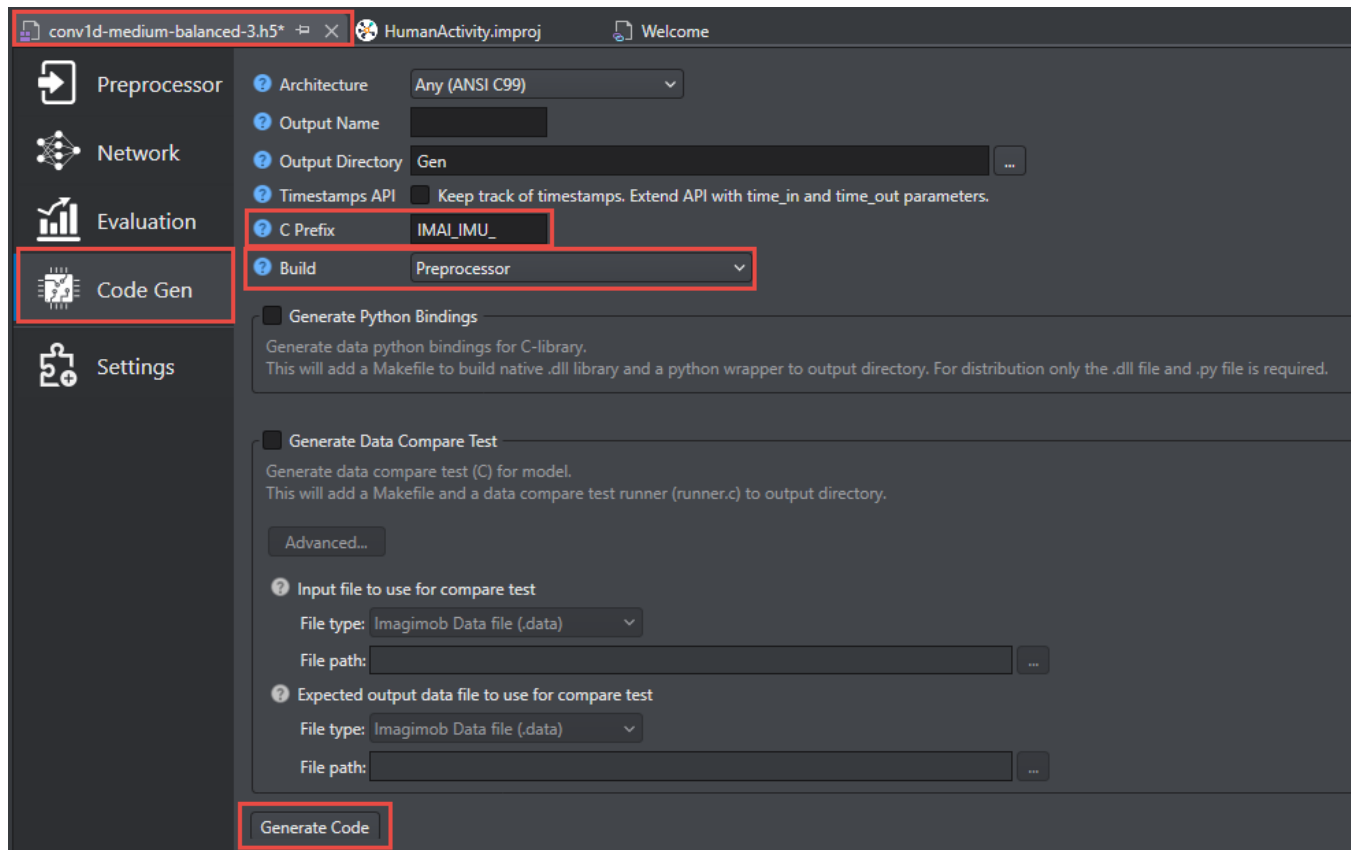 conv1d-medium-balanced-3.h5* HumanActivity.improj Welcome
Preprocessor
Network
Evaluation
Code Gen
Settings
Architecture Any (ANSI C99)
Output Name
Output Directory Gen ...
Timestamps API Keep track of timestamps. Extend API with time_in and time_out parameters.
C Prefix IMAI_IMU_
Build Preprocessor
Generate Python Bindings
Generate data python bindings for C-library.
This will add a Makefile to build native .dll library and a python wrapper to output directory. For distribution only the .dll file and .py file is required.
Generate Data Compare Test
Generate data compare test (C) for model.
This will add a Makefile and a data compare test runner (runner.c) to output directory.
Advanced...
Input file to use for compare test
File type: Imagimob Data file (.data)
File path: ...
Expected output data file to use for compare test
File type: Imagimob Data file (.data)
File path: ...
Generate Code